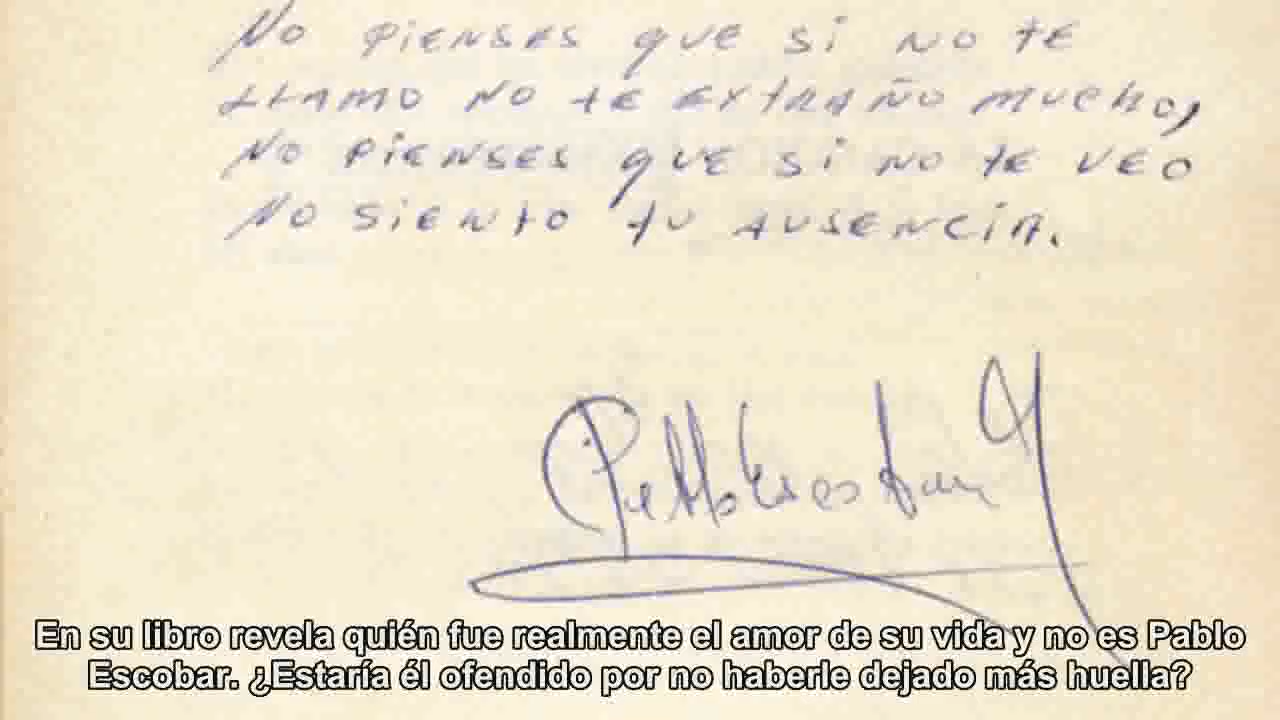 No PIENSES QUE SI NO TE
LLAMO NO TE EXTRAÑO MUCHO,
NO PIENSES QUE SI NO TE VEO
NO SIENTO TU AUSENCIA.
Pablo Escobar G
En su libro revela quién fue realmente el amor de su vida y no es Pablo
Escobar. ¿Estaría él ofendido por no haberle dejado más huella?